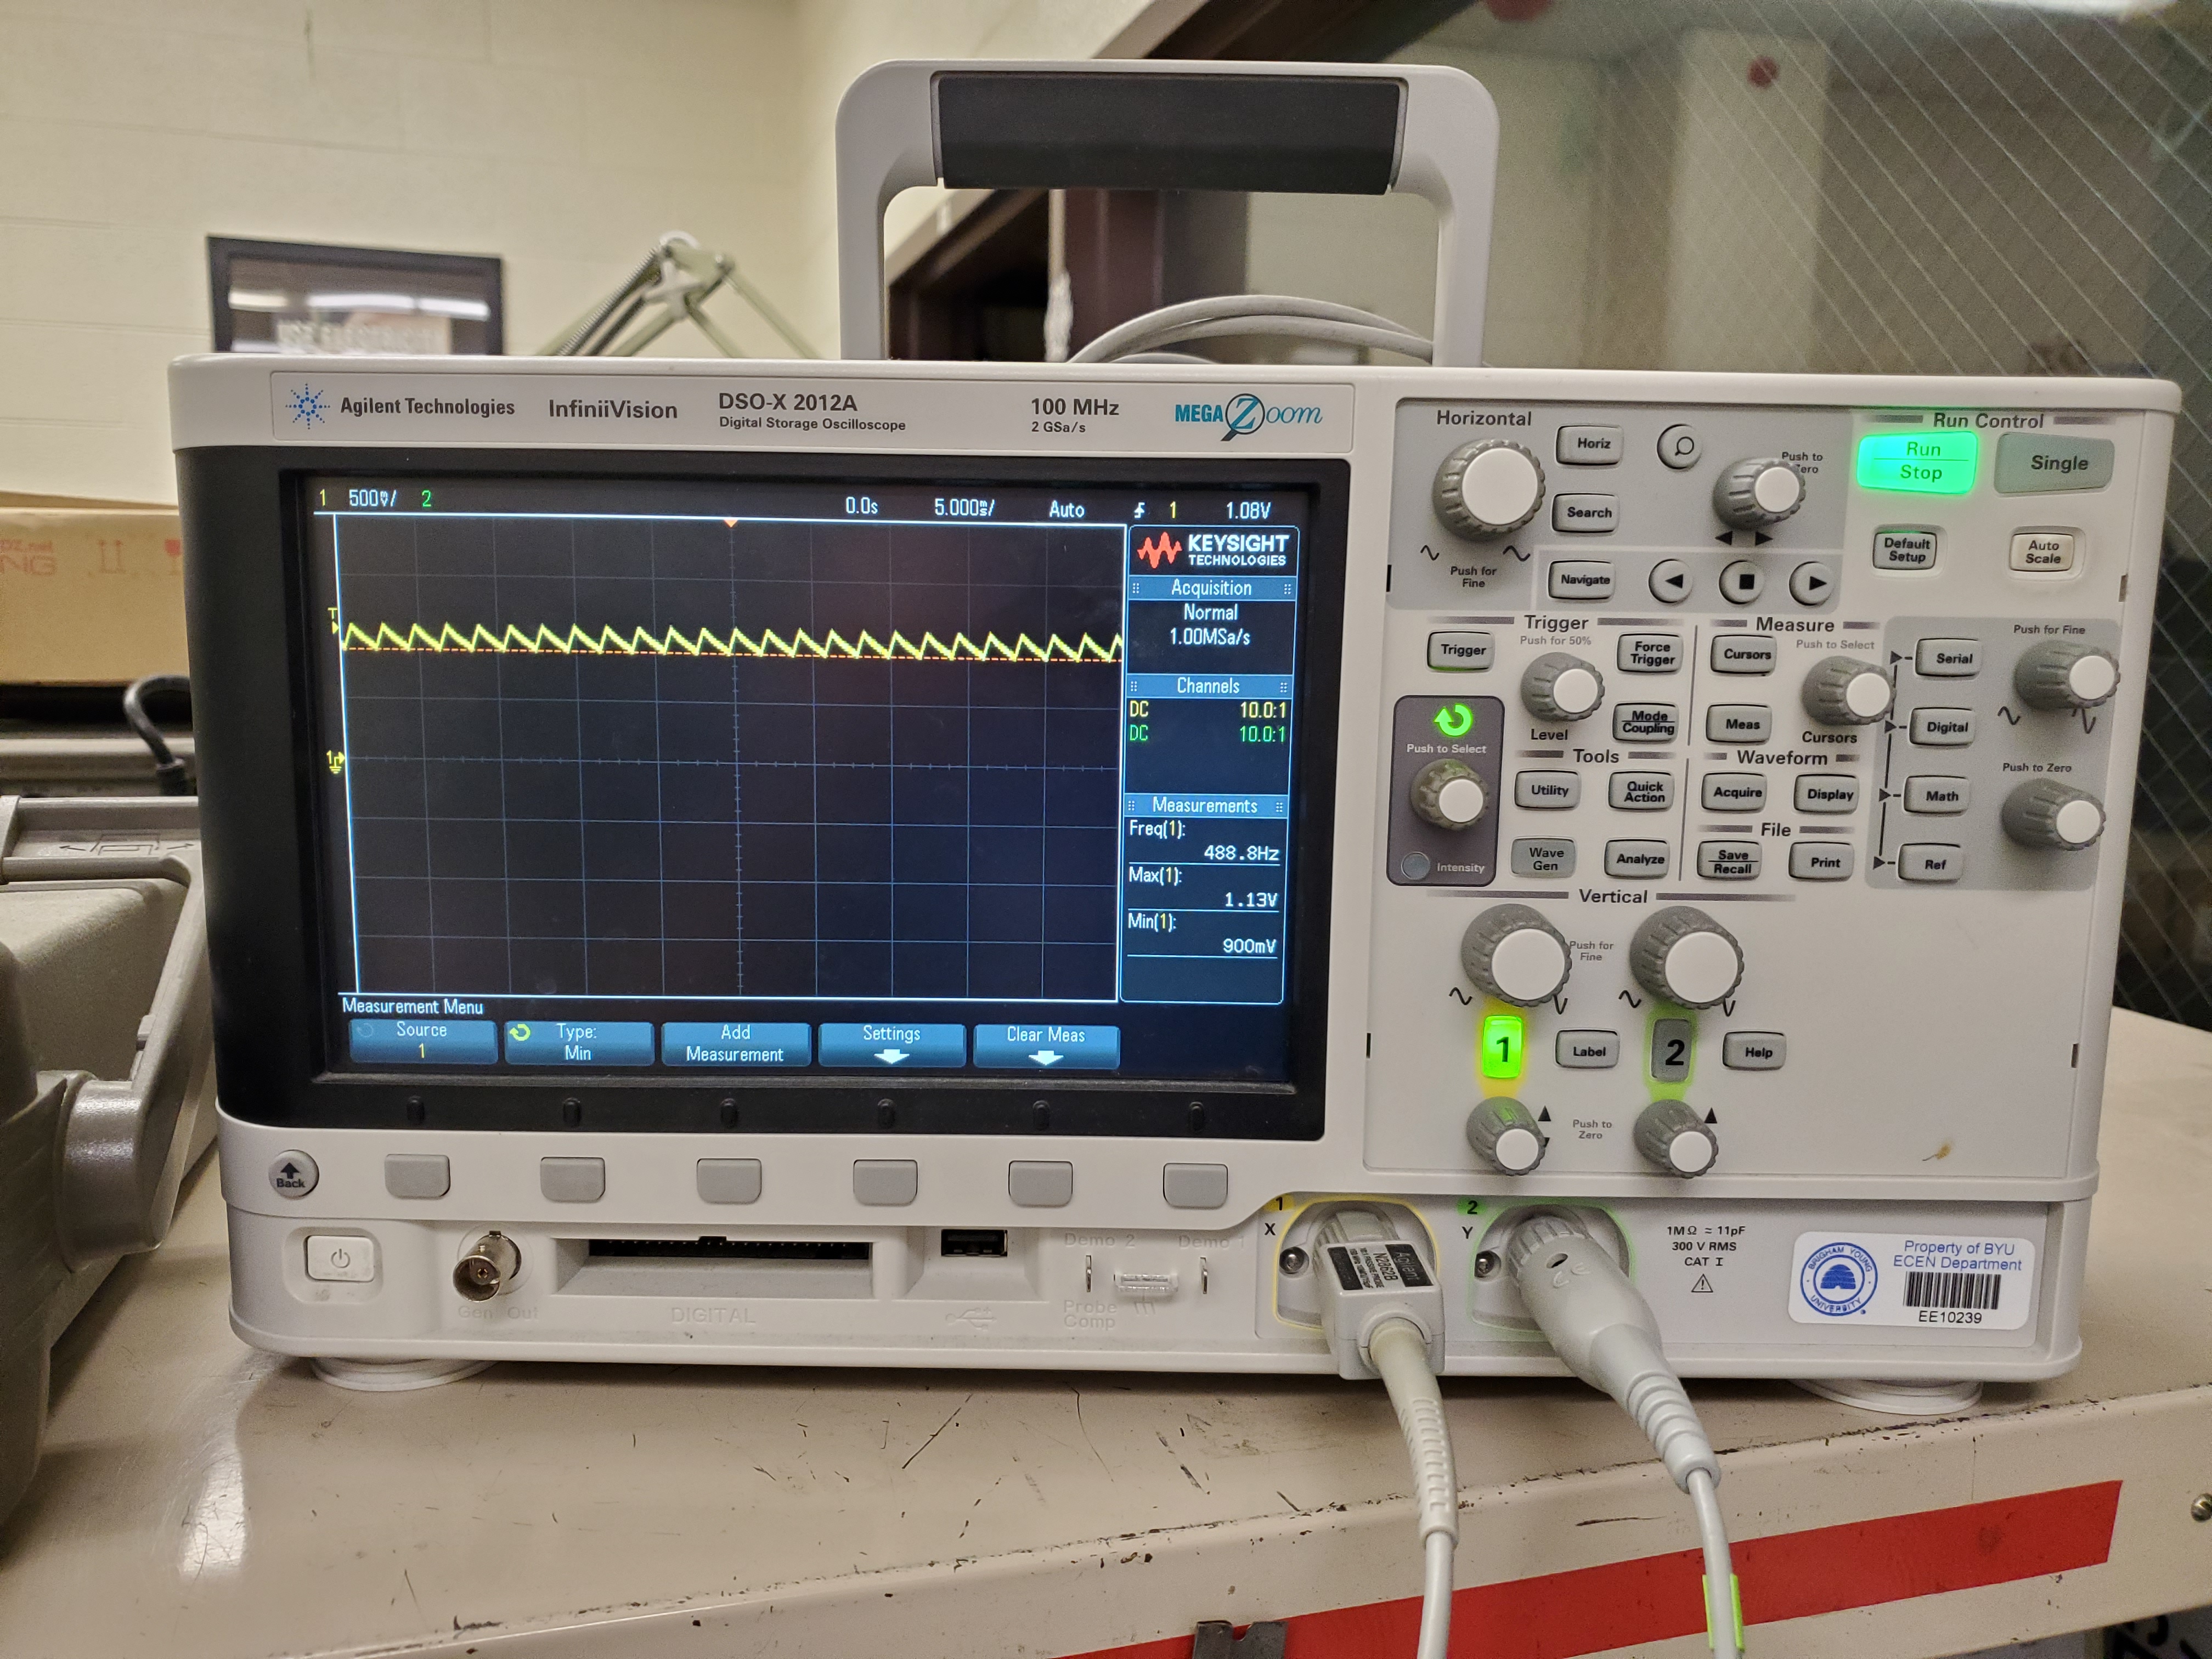 Agilent Technologies InfiniiVision DSO-X 2012A 100 MHz MEGA Zoom
Digital Storage Oscilloscope 2 GSa/s
1 500mV/ 2 0.0s 5.000ms/ Auto 1 1.08V
KEYSIGHT
TECHNOLOGIES
Acquisition
Normal
1.00MSa/s
Channels
DC 10.0:1
DC 10.0:1
Measurements
Freq(1):
488.8Hz
Max(1):
1.13V
Min(1):
900mV
T
1
Measurement Menu
Source
1
Type:
Min
Add
Measurement
Settings
Clear Meas
Back
Horizontal
Horiz
Search
Navigate
Push for
Fine
Push to
Run Control
Run
Stop
Single
Default
Setup
Auto
Scale
Trigger
Push for 50%
Trigger
Force
Trigger
Level
Mode
Coupling
Measure
Cursors
Push to Select
Meas
Cursors
Push for Fine
Serial
Digital
Push to Zero
Math
Ref
Push to Select
Intensity
Tools
Utility
Quick
Action
Wave
Gen
Analyze
Waveform
Acquire
Display
File
Save
Recall
Print
Vertical
Push for
Fine
1
Label
2
Help
Push to
Zero
Gen Out
DIGITAL
Demo 2
Demo
Probe
Comp
1
X
2
Y
Agilent
N2862B
1MΩ ≈ 11pF
300 V RMS
CAT I
BRIGHAM YOUNG
UNIVERSITY
Property of BYU
ECEN Department
EE10239